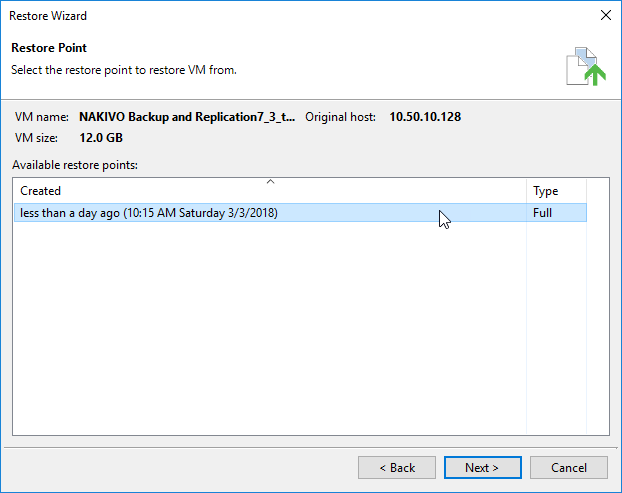 Restore Wizard
Restore Point
Select the restore point to restore VM from.
VM name: NAKIVO Backup and Replication7_3_t... Original host: 10.50.10.128
VM size: 12.0 GB
Available restore points:
Created Type
less than a day ago (10:15 AM Saturday 3/3/2018) Full
< Back Next > Cancel